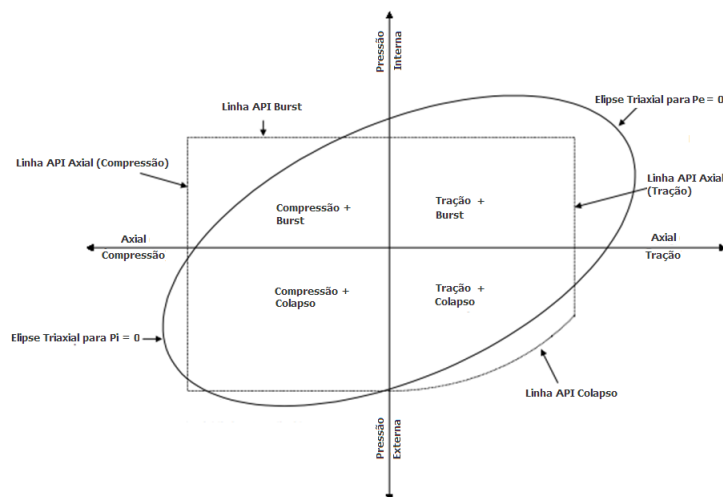 Pressão
Interna
Elipse Triaxial para Pe = 0
Linha API Burst
Linha API Axial (Compressão)
Linha API Axial
(Tração)
Compressão +
Burst
Tração +
Burst
Axial
Compressão
Axial
Tração
Compressão +
Colapso
Tração +
Colapso
Elipse Triaxial para Pi = 0
Linha API Colapso
Pressão
Externa